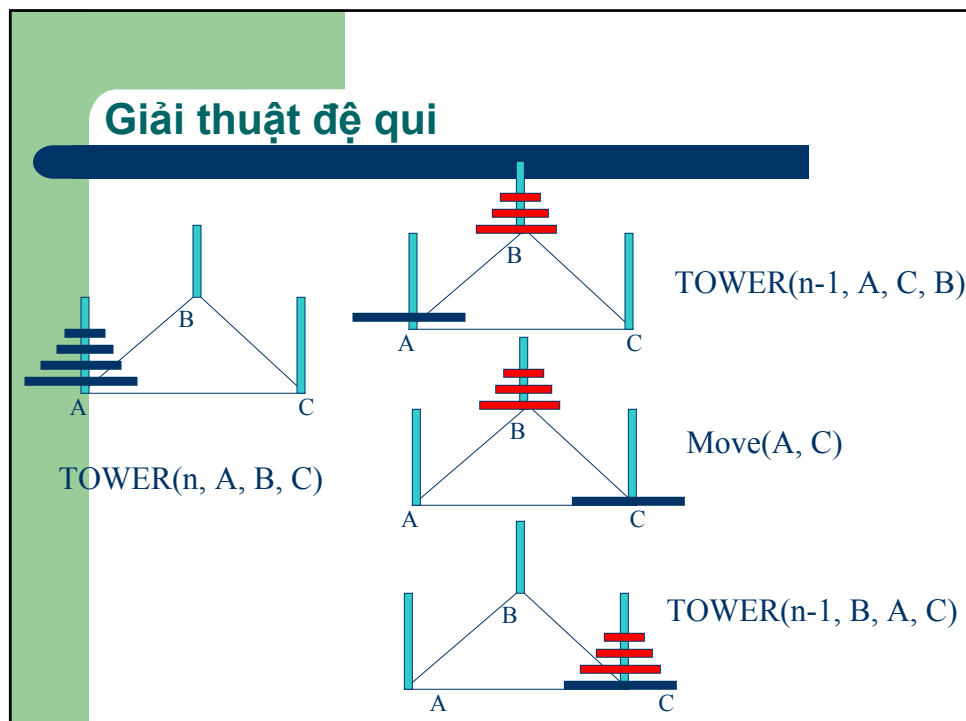 Giải thuật đệ qui
B
A
C
TOWER(n, A, B, C)
B
A
C
TOWER(n-1, A, C, B)
B
A
C
Move(A, C)
B
A
C
TOWER(n-1, B, A, C)